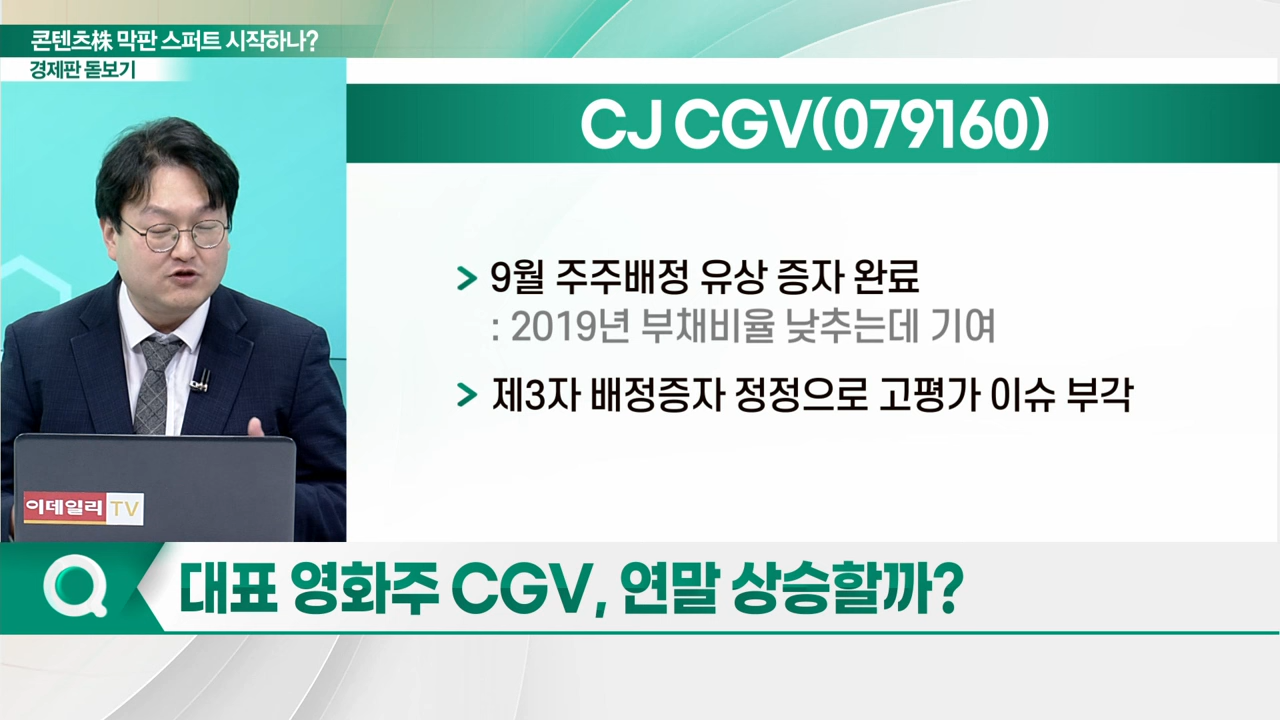 콘텐츠株 막판 스퍼트 시작하나?
경제판 돋보기
CJ CGV(079160)
9월 주주배정 유상 증자 완료
: 2019년 부채비율 낮추는데 기여
제3자 배정증자 정정으로 고평가 이슈 부각
이데일리 TV
대표 영화주 CGV, 연말 상승할까?